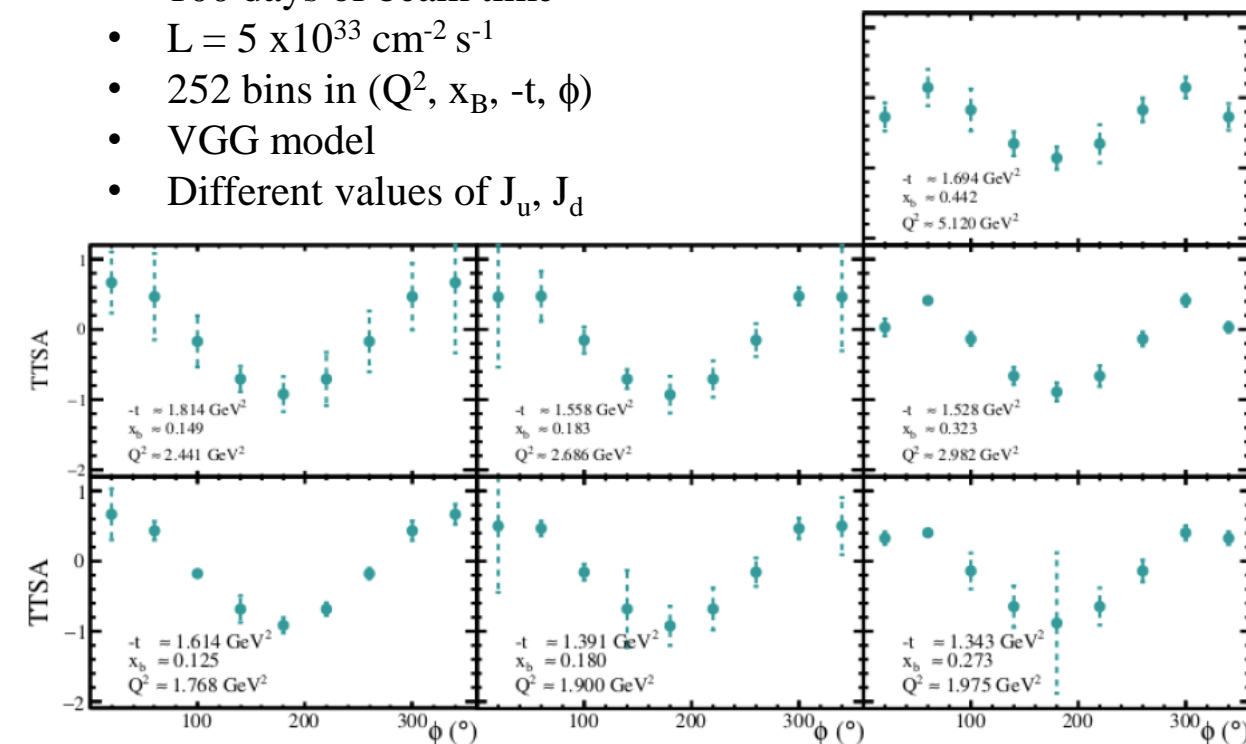 • L = 5 x10³³ cm⁻² s⁻¹
• 252 bins in (Q², x_B, -t, ϕ)
• VGG model
• Different values of J_u, J_d
-t ≈ 1.694 GeV²
x_b ≈ 0.442
Q² ≈ 5.120 GeV²
TTSA
1
0
−1
−2
-t ≈ 1.814 GeV²
x_b ≈ 0.149
Q² ≈ 2.441 GeV²
-t ≈ 1.558 GeV²
x_b ≈ 0.183
Q² ≈ 2.686 GeV²
-t ≈ 1.528 GeV²
x_b ≈ 0.323
Q² ≈ 2.982 GeV²
TTSA
1
0
−1
−2
-t ≈ 1.614 GeV²
x_b ≈ 0.125
Q² ≈ 1.768 GeV²
-t ≈ 1.391 GeV²
x_b ≈ 0.180
Q² ≈ 1.900 GeV²
-t ≈ 1.343 GeV²
x_b ≈ 0.273
Q² ≈ 1.975 GeV²
100 200 300 ϕ (°)
100 200 300 ϕ (°)
100 200 300 ϕ (°)